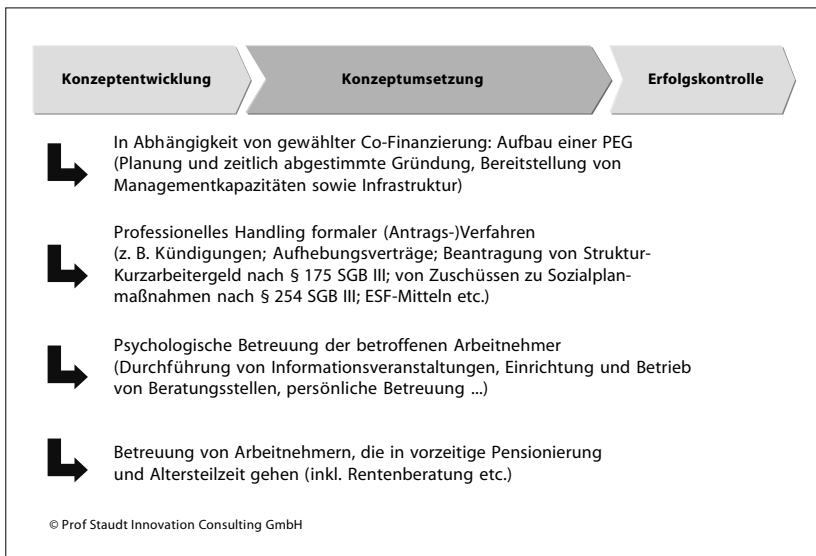 Konzeptentwicklung Konzeptumsetzung Erfolgskontrolle
In Abhängigkeit von gewählter Co-Finanzierung: Aufbau einer PEG
(Planung und zeitlich abgestimmte Gründung, Bereitstellung von
Managementkapazitäten sowie Infrastruktur)
Professionelles Handling formaler (Antrags-)Verfahren
(z. B. Kündigungen; Aufhebungsverträge; Beantragung von Struktur-
Kurzarbeitergeld nach § 175 SGB III; von Zuschüssen zu Sozialplan-
maßnahmen nach § 254 SGB III; ESF-Mitteln etc.)
Psychologische Betreuung der betroffenen Arbeitnehmer
(Durchführung von Informationsveranstaltungen, Einrichtung und Betrieb
von Beratungsstellen, persönliche Betreuung ...)
Betreuung von Arbeitnehmern, die in vorzeitige Pensionierung
und Altersteilzeit gehen (inkl. Rentenberatung etc.)
© Prof Staudt Innovation Consulting GmbH